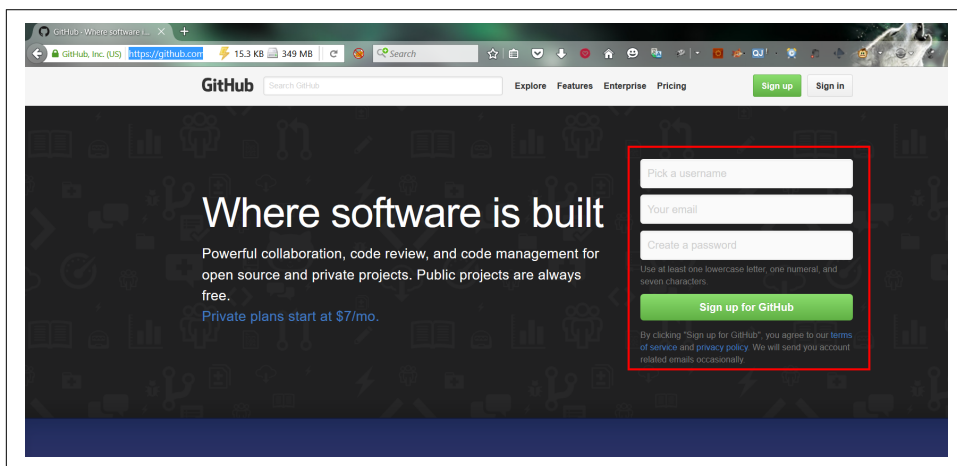 GitHub · Where software i...
GitHub, Inc. (US) https://github.com 15.3 KB 349 MB Search
GitHub Search GitHub Explore Features Enterprise Pricing Sign up Sign in
Pick a username
Your email
Create a password
Use at least one lowercase letter, one numeral, and
seven characters.
Sign up for GitHub
By clicking "Sign up for GitHub", you agree to our terms
of service and privacy policy. We will send you account
related emails occasionally.
Where software is built
Powerful collaboration, code review, and code management for
open source and private projects. Public projects are always
free.
Private plans start at $7/mo.